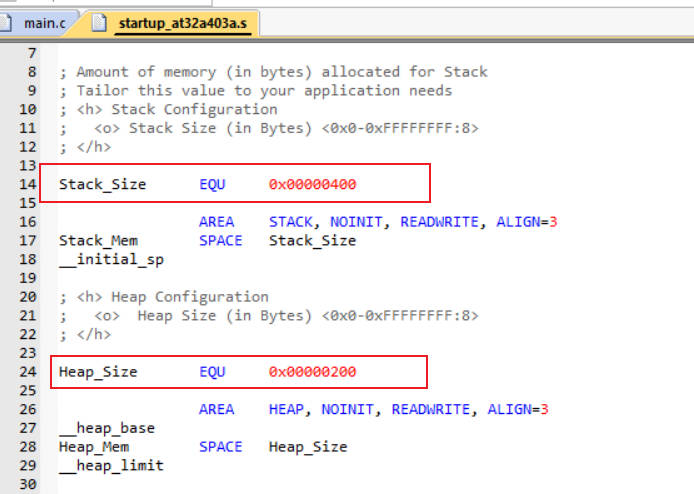 main.c startup_at32a403a.s
7
8 ; Amount of memory (in bytes) allocated for Stack
9 ; Tailor this value to your application needs
10 ; <h> Stack Configuration
11 ;   <o> Stack Size (in Bytes) <0x0-0xFFFFFFFF:8>
12 ; </h>
13
14 Stack_Size      EQU     0x00000400
15
16                 AREA    STACK, NOINIT, READWRITE, ALIGN=3
17 Stack_Mem       SPACE   Stack_Size
18 __initial_sp
19
20 ; <h> Heap Configuration
21 ;   <o>  Heap Size (in Bytes) <0x0-0xFFFFFFFF:8>
22 ; </h>
23
24 Heap_Size       EQU     0x00000200
25
26                 AREA    HEAP, NOINIT, READWRITE, ALIGN=3
27 __heap_base
28 Heap_Mem        SPACE   Heap_Size
29 __heap_limit
30